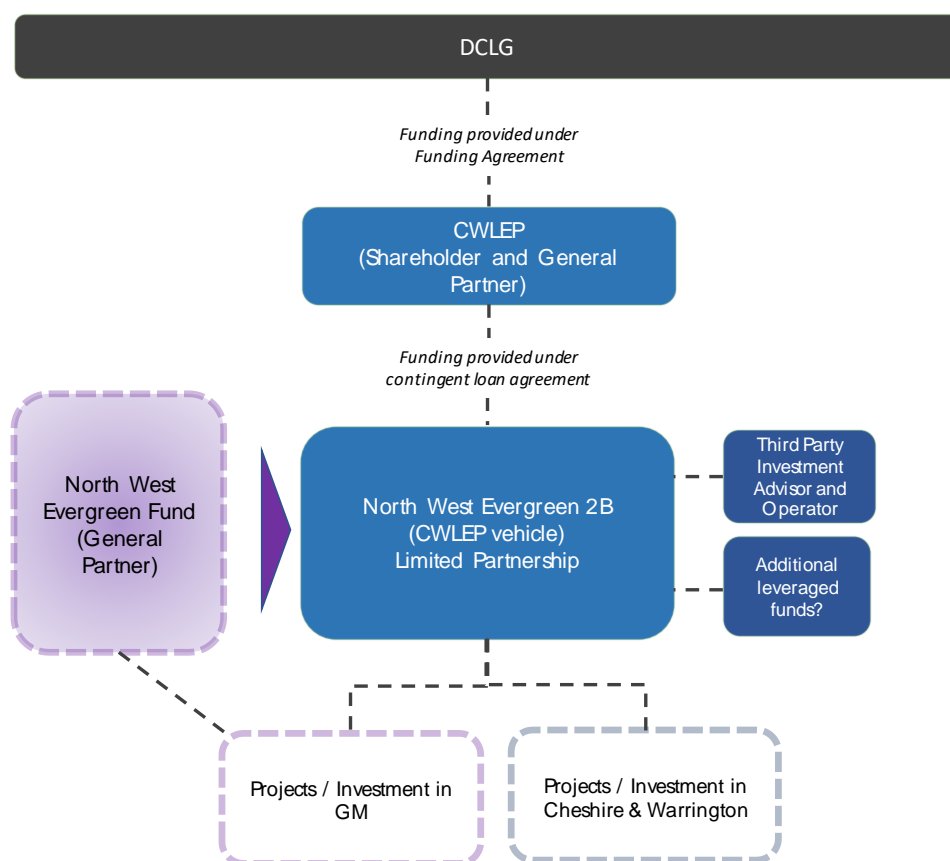 DCLG
Funding provided under
Funding Agreement
CWLEP
(Shareholder and General
Partner)
Funding provided under
contingent loan agreement
North West
Evergreen Fund
(General
Partner)
North West Evergreen 2B
(CWLEP vehicle)
Limited Partnership
Third Party
Investment
Advisor and
Operator
Additional
leveraged
funds?
Projects / Investment in
GM
Projects / Investment in
Cheshire & Warrington